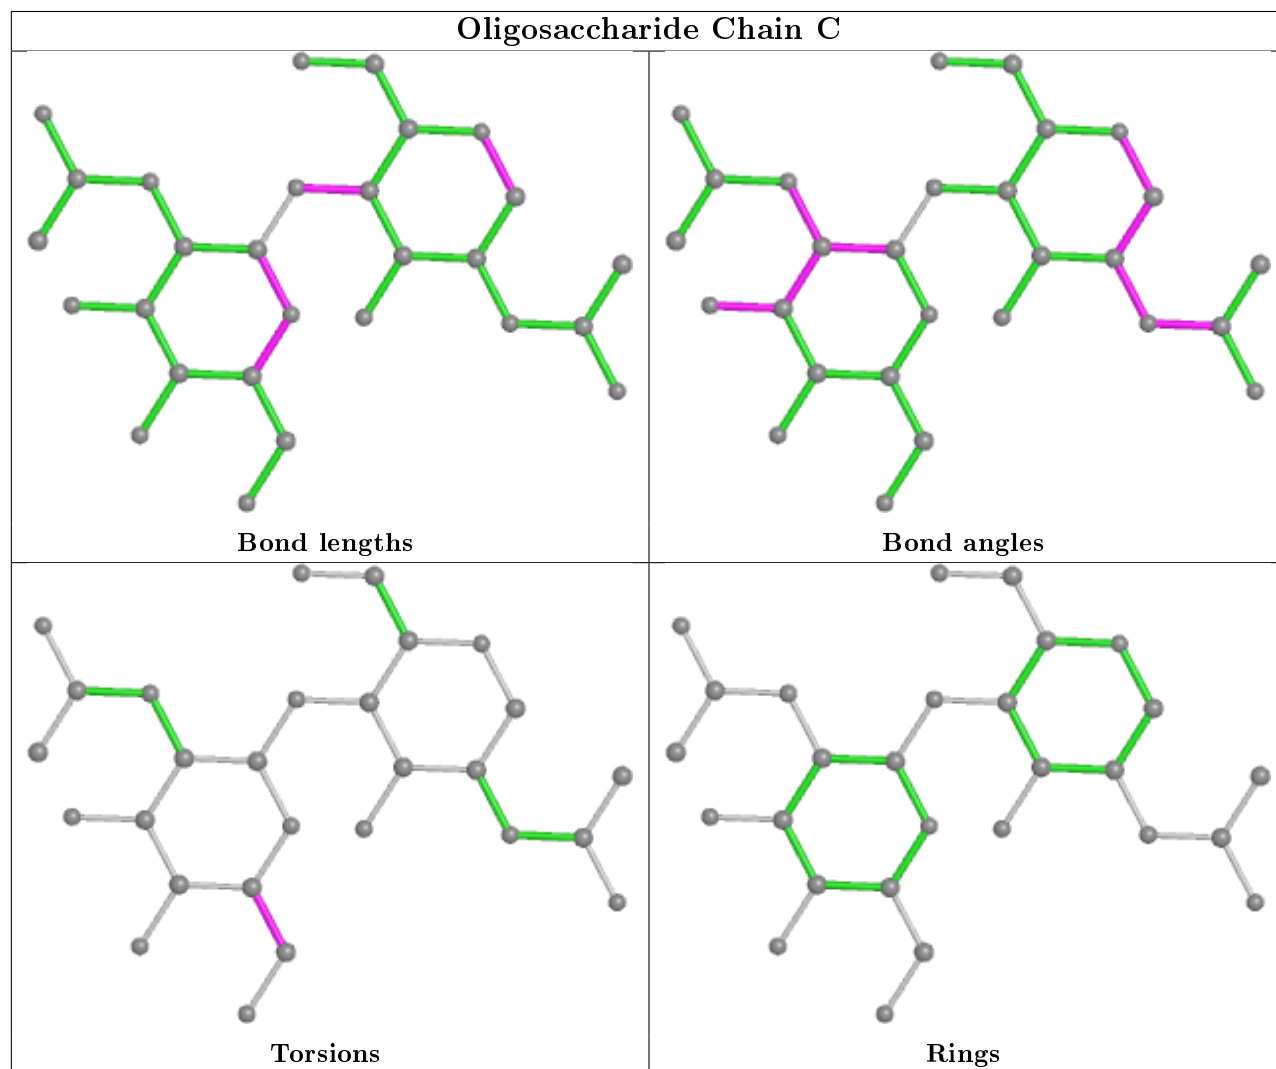 Oligosaccharide Chain C
Bond lengths
Bond angles
Torsions
Rings